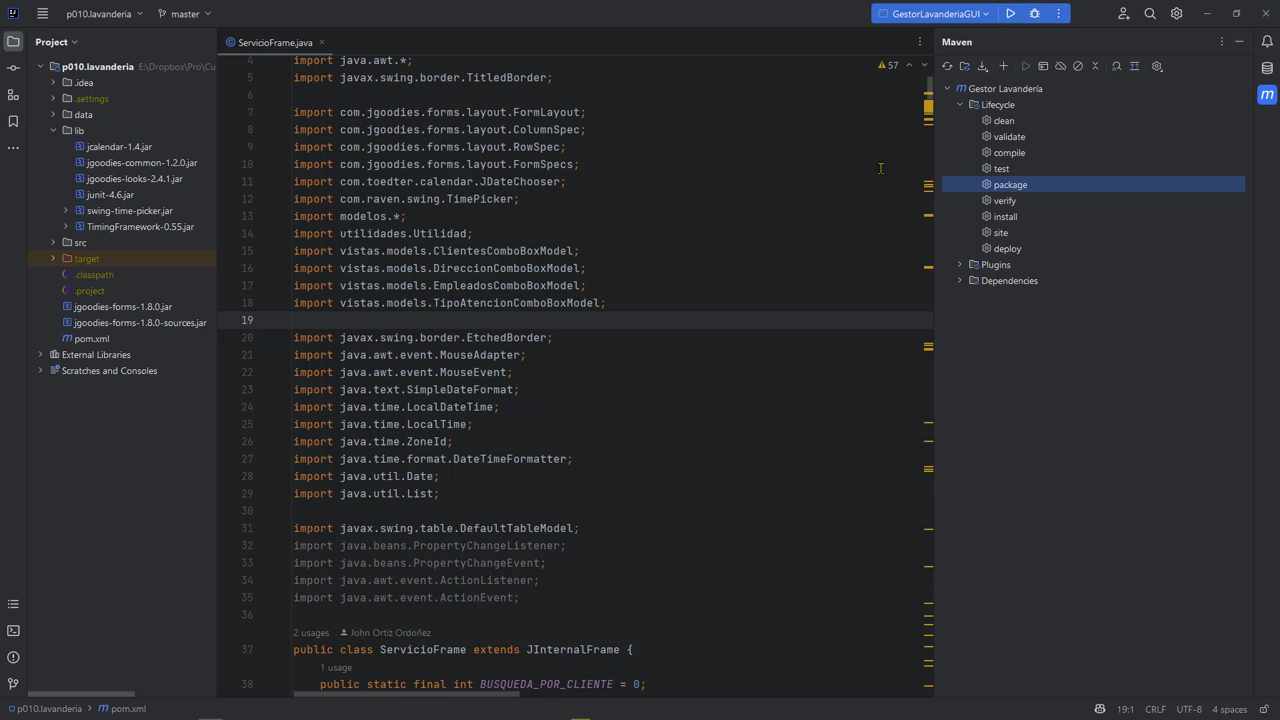 p010.lavanderia
master
GestorLavanderiaGUI
Project
p010.lavanderia E:\Dropbox\Pro\Cu
.idea
.settings
data
lib
jcalendar-1.4.jar
jgoodies-common-1.2.0.jar
jgoodies-looks-2.4.1.jar
junit-4.6.jar
swing-time-picker.jar
TimingFramework-0.55.jar
src
target
.classpath
.project
jgoodies-forms-1.8.0.jar
jgoodies-forms-1.8.0-sources.jar
pom.xml
External Libraries
Scratches and Consoles
ServicioFrame.java
57
4 import java.awt.*;
5 import javax.swing.border.TitledBorder;
6
7 import com.jgoodies.forms.layout.FormLayout;
8 import com.jgoodies.forms.layout.ColumnSpec;
9 import com.jgoodies.forms.layout.RowSpec;
10 import com.jgoodies.forms.layout.FormSpecs;
11 import com.toedter.calendar.JDateChooser;
12 import com.raven.swing.TimePicker;
13 import modelos.*;
14 import utilidades.Utilidad;
15 import vistas.models.ClientesComboBoxModel;
16 import vistas.models.DireccionComboBoxModel;
17 import vistas.models.EmpleadosComboBoxModel;
18 import vistas.models.TipoAtencionComboBoxModel;
19
20 import javax.swing.border.EtchedBorder;
21 import java.awt.event.MouseAdapter;
22 import java.awt.event.MouseEvent;
23 import java.text.SimpleDateFormat;
24 import java.time.LocalDateTime;
25 import java.time.LocalTime;
26 import java.time.ZoneId;
27 import java.time.format.DateTimeFormatter;
28 import java.util.Date;
29 import java.util.List;
30
31 import javax.swing.table.DefaultTableModel;
32 import java.beans.PropertyChangeListener;
33 import java.beans.PropertyChangeEvent;
34 import java.awt.event.ActionListener;
35 import java.awt.event.ActionEvent;
36
2 usages John Ortiz Ordoñez
37 public class ServicioFrame extends JInternalFrame {
1 usage
38 public static final int BUSQUEDA_POR_CLIENTE = 0;
Maven
m Gestor Lavandería
Lifecycle
clean
validate
compile
test
package
verify
install
site
deploy
Plugins
Dependencies
m
p010.lavanderia > m pom.xml
19:1 CRLF UTF-8 4 spaces